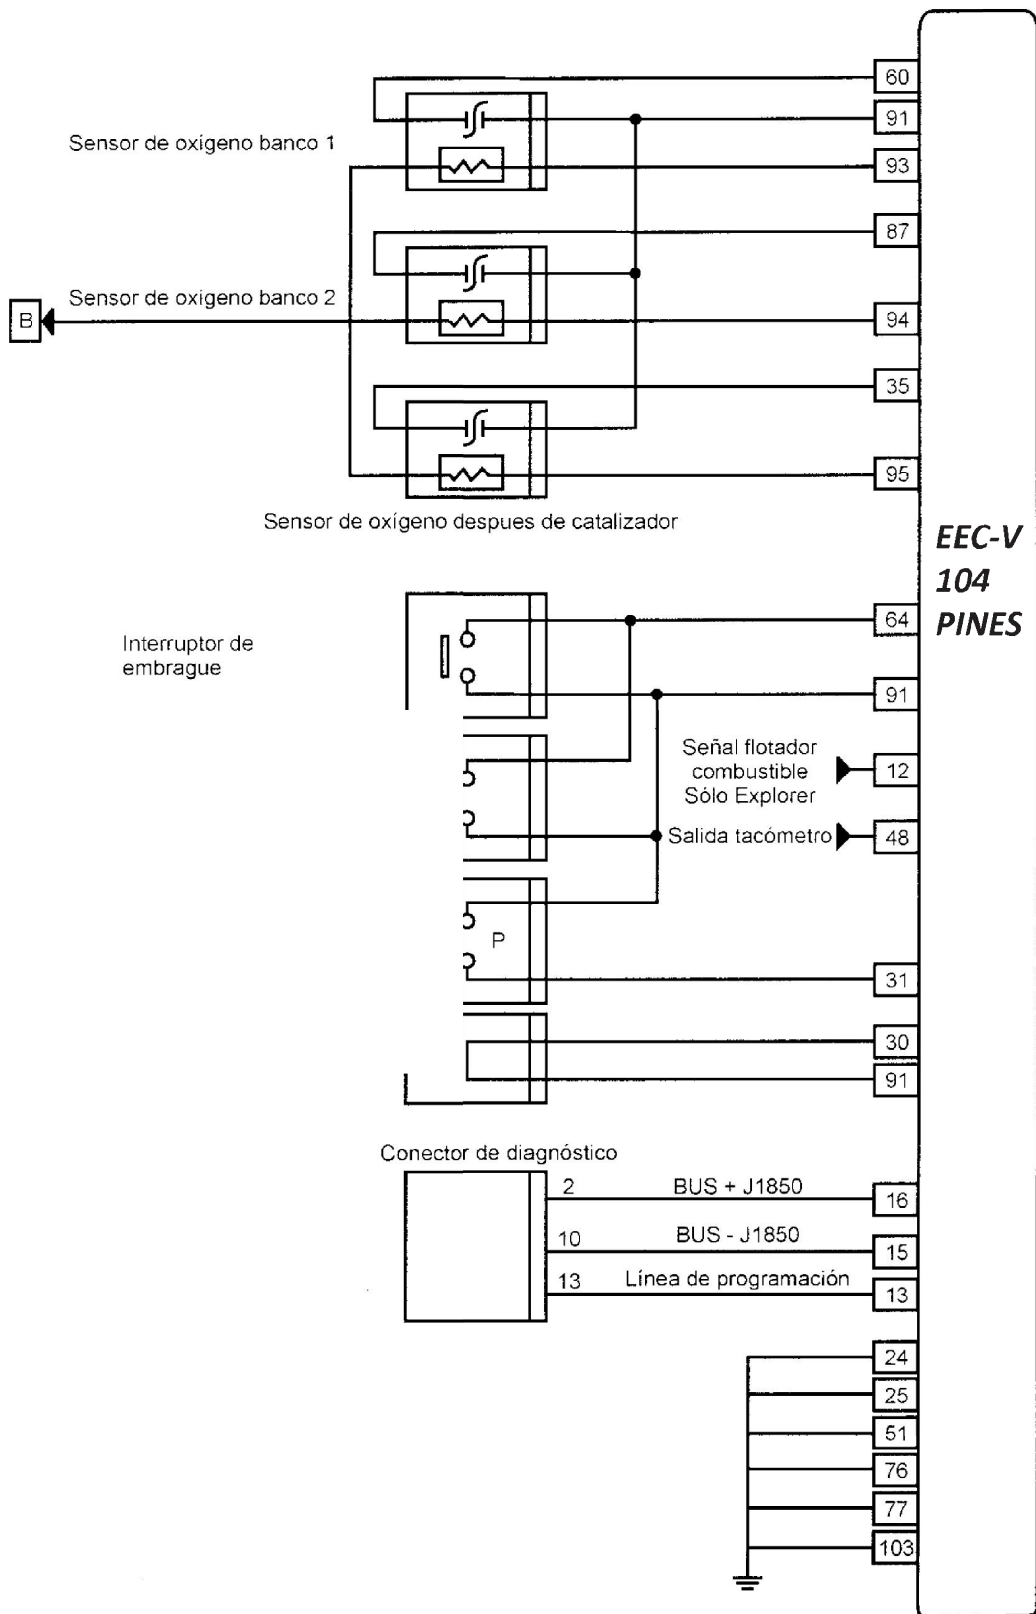 60
91
Sensor de oxígeno banco 1
93
87
Sensor de oxigeno banco 2
B
94
35
95
Sensor de oxígeno despues de catalizador
EEC-V
104
PINES
64
Interruptor de
embrague
91
Señal flotador
combustible
Sólo Explorer
12
Salida tacómetro
48
P
31
30
91
Conector de diagnóstico
2 BUS + J1850 16
10 BUS - J1850 15
13 Línea de programación 13
24
25
51
76
77
103